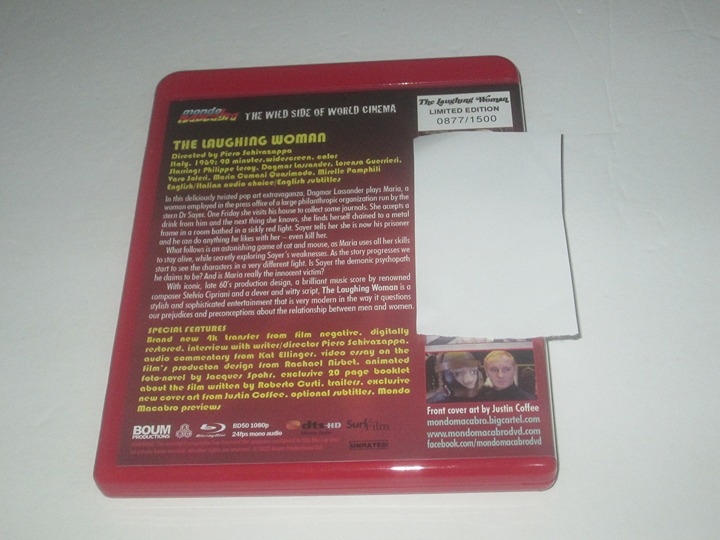 mondo macabro THE WILD SIDE OF WORLD CINEMA
The Laughing Woman
LIMITED EDITION
0877/1500
THE LAUGHING WOMAN
Directed by Piero Schivazappa
Italy, 1969; 90 minutes, widescreen, color
Starring: Philippe Leroy, Dagmar Lassander, Lorenza Guerrieri,
Varo Soleri, Maria Cumani Quasimodo, Mirella Pamphili
English/Italian audio choice/English subtitles
In this deliciously twisted pop art extravaganza, Dagmar Lassander plays Maria, a
woman employed in the press office of a large philanthropic organization run by the
stern Dr Sayer. One Friday she visits his house to collect some journals. She accepts a
drink from him and the next thing she knows, she finds herself chained to a metal
frame in a room bathed in a sickly red light. Sayer tells her she is now his prisoner
and he can do anything he likes with her – even kill her.
What follows is an astonishing game of cat and mouse, as Maria uses all her skills
to stay alive, while secretly exploring Sayer's weaknesses. As the story progresses we
start to see the characters in a very different light. Is Sayer the demonic psychopath
he claims to be? And is Maria really the innocent victim?
With iconic, late 60's production design, a brilliant music score by renowned
composer Stelvio Cipriani and a clever and witty script, The Laughing Woman is a
stylish and sophisticated entertainment that is very modern in the way it questions
our prejudices and preconceptions about the relationship between men and women.
SPECIAL FEATURES
Brand new 4k transfer from film negative, digitally
restored, interview with writer/director Piero Schivazappa,
audio commentary from Kat Ellinger, video essay on the
film's producton design from Rachael Nisbet, animated
foto-novel by Jacques Spohr, exclusive 20 page booklet
about the film written by Roberto Curti, trailers, exclusive
new cover art from Justin Coffee, optional subtitles, Mondo
Macabro previews
Front cover art by Justin Coffee
mondomacabro.bigcartel.com
www.mondomacabrodvd.com
facebook.com/mondomacabrodvd
BOUM
PRODUCTIONS
Blu-ray Disc
BD50 1080p
24fps mono audio
dts-HD
Surf Film
UNRATED